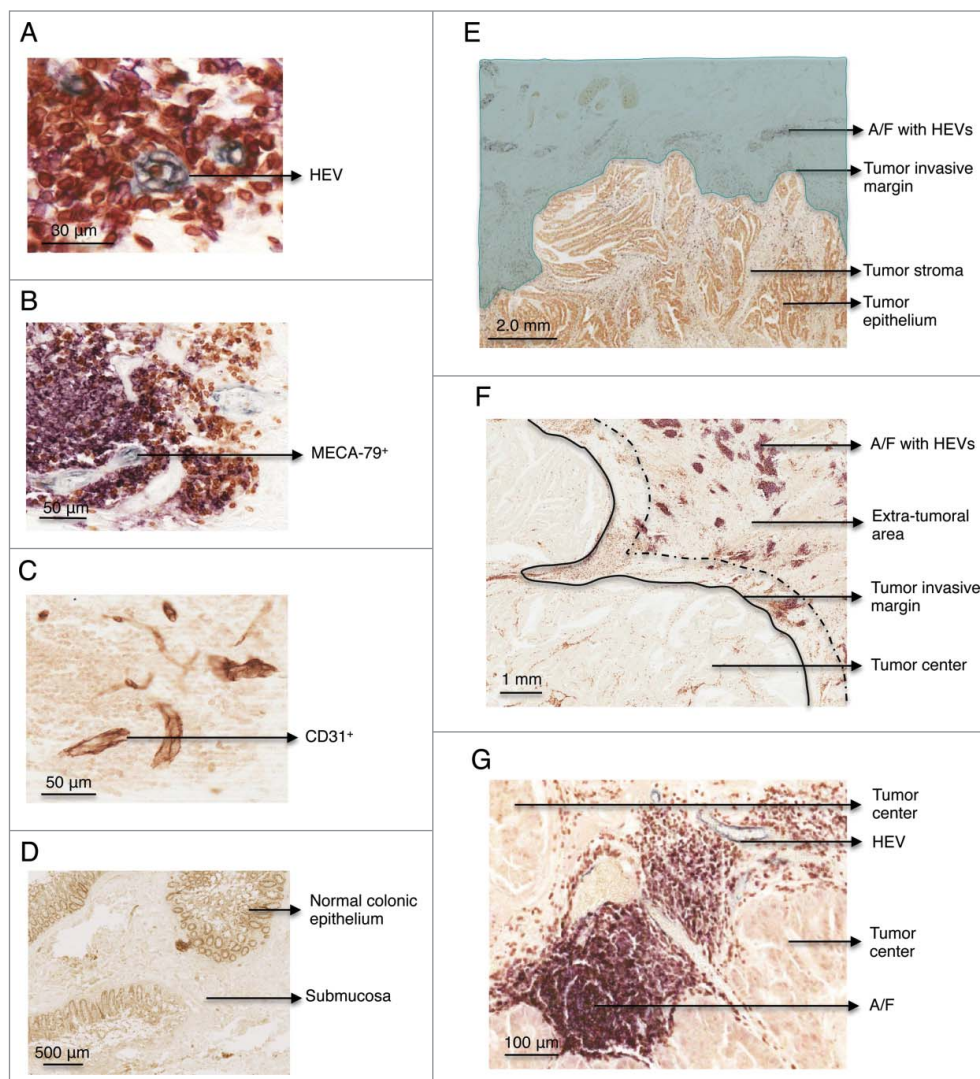 A
HEV
30 µm
B
MECA-79⁺
50 µm
C
CD31⁺
50 µm
D
Normal colonic
epithelium
Submucosa
500 µm
E
A/F with HEVs
Tumor invasive
margin
Tumor stroma
Tumor
epithelium
2.0 mm
F
A/F with HEVs
Extra-tumoral
area
Tumor invasive
margin
Tumor center
1 mm
G
Tumor
center
HEV
Tumor
center
A/F
100 µm